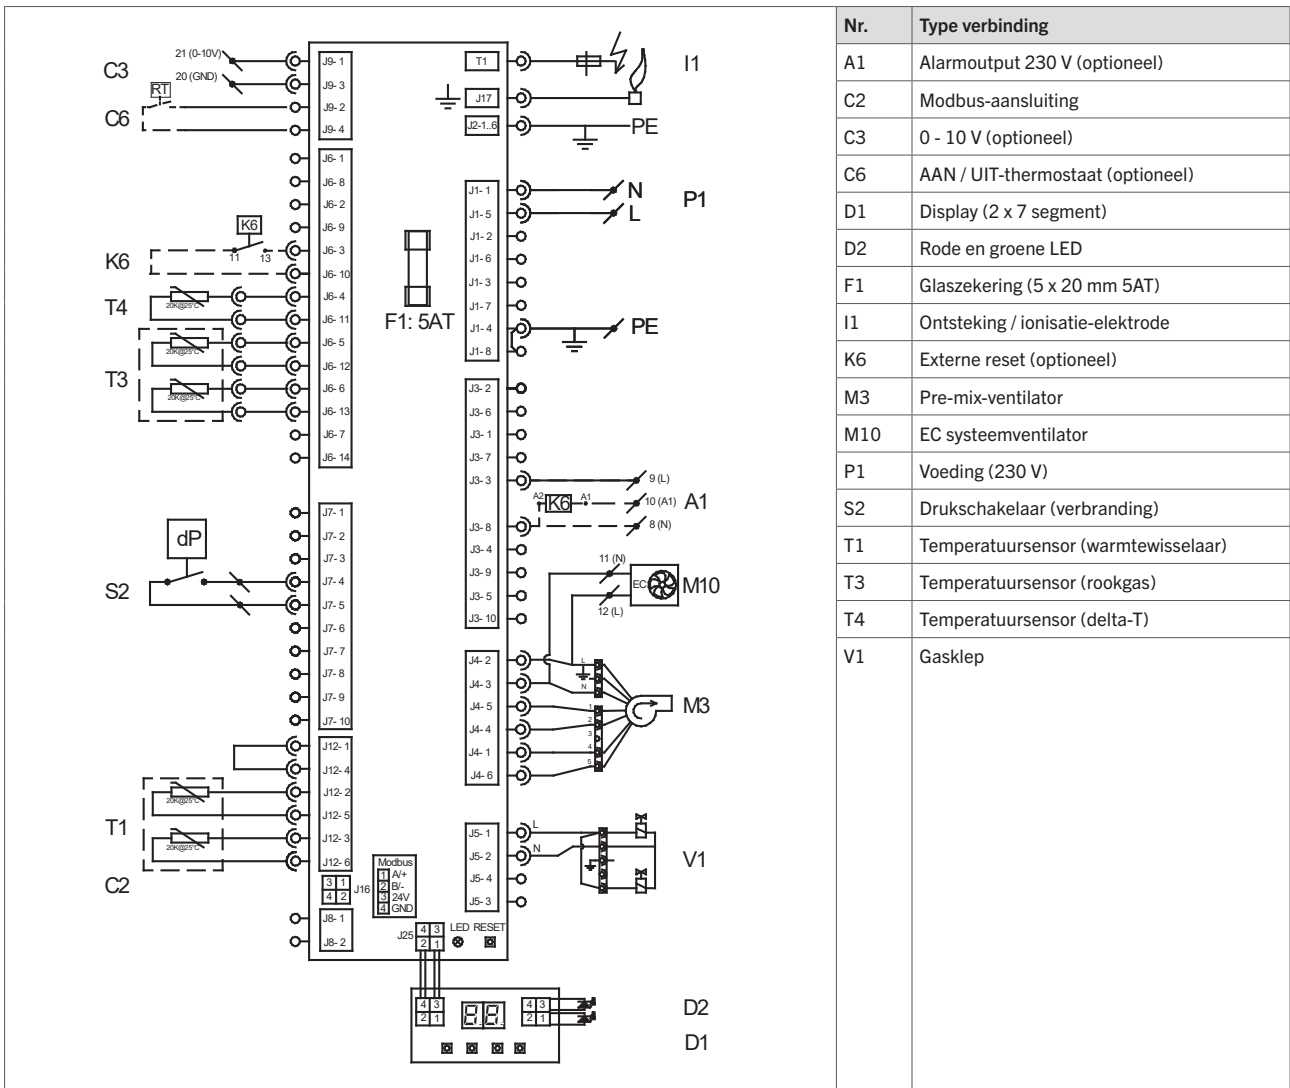 C3
21 (0-10V)
20 (GND)
C6
RT
K6
K6
11 13
T4
20K@25°C
T3
20K@25°C
20K@25°C
S2
dP
T1
20K@25°C
20K@25°C
C2
J9- 1
J9- 3
J9- 2
J9- 4
J6- 1
J6- 8
J6- 2
J6- 9
J6- 3
J6- 10
J6- 4
J6- 11
J6- 5
J6- 12
J6- 6
J6- 13
J6- 7
J6- 14
J7- 1
J7- 2
J7- 3
J7- 4
J7- 5
J7- 6
J7- 7
J7- 8
J7- 9
J7- 10
J12- 1
J12- 4
J12- 2
J12- 5
J12- 3
J12- 6
3 1
4 2
J16
J8- 1
J8- 2
Modbus
1 A/+
2 B/-
3 24V
4 GND
F1: 5AT
J25
4 3
2 1
LED RESET
T1
J17
J2-1..6
J1- 1
J1- 5
J1- 2
J1- 6
J1- 3
J1- 7
J1- 4
J1- 8
J3- 2
J3- 6
J3- 1
J3- 7
J3- 3
J3- 8
J3- 4
J3- 9
J3- 5
J3- 10
J4- 2
J4- 3
J4- 5
J4- 4
J4- 1
J4- 6
J5- 1
J5- 2
J5- 4
J5- 3
I1
PE
N
L
P1
PE
9 (L)
A2 K6 A1
10 (A1)
8 (N)
A1
11 (N)
EC
12 (L)
M10
L
N
1
2
3
4
5
M3
L
N
V1
4 3
2 1
88
4 3
2 1
D2
D1
Nr. Type verbinding
A1 Alarmoutput 230 V (optioneel)
C2 Modbus-aansluiting
C3 0 - 10 V (optioneel)
C6 AAN / UIT-thermostaat (optioneel)
D1 Display (2 x 7 segment)
D2 Rode en groene LED
F1 Glaszekering (5 x 20 mm 5AT)
I1 Ontsteking / ionisatie-elektrode
K6 Externe reset (optioneel)
M3 Pre-mix-ventilator
M10 EC systeemventilator
P1 Voeding (230 V)
S2 Drukschakelaar (verbranding)
T1 Temperatuursensor (warmtewisselaar)
T3 Temperatuursensor (rookgas)
T4 Temperatuursensor (delta-T)
V1 Gasklep